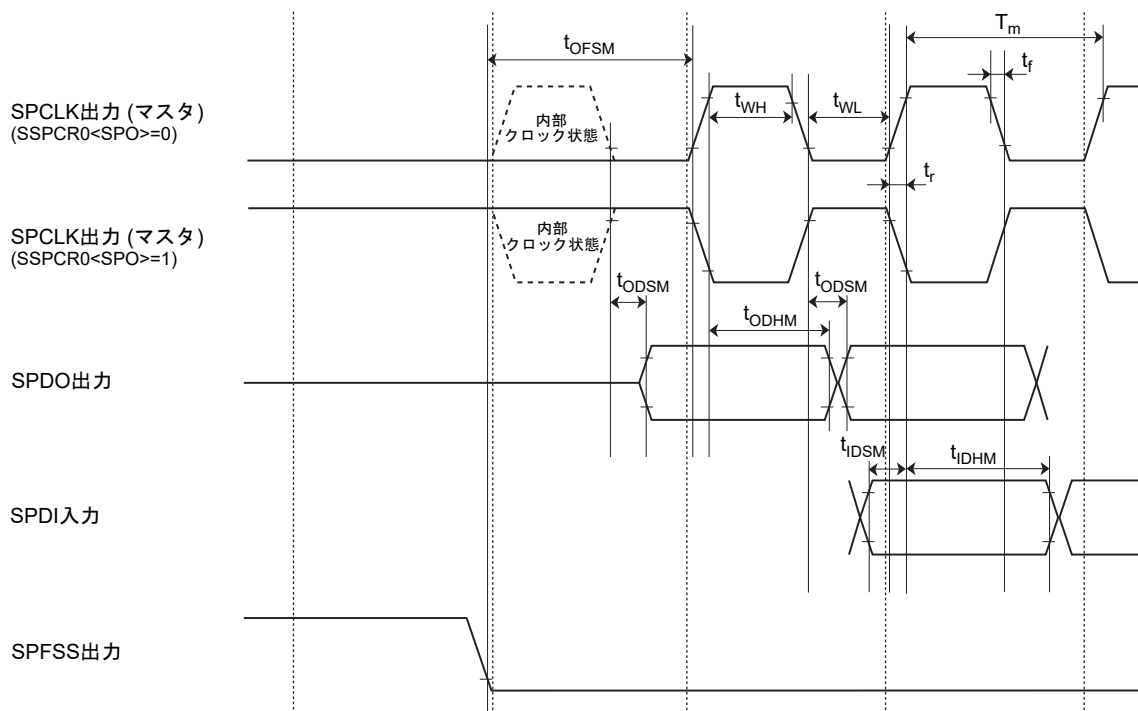 t_OFSM
T_m
t_f
SPCLK出力 (マスタ)
(SSPCR0<SPO>=0)
内部
クロック状態
t_WH
t_WL
t_r
SPCLK出力 (マスタ)
(SSPCR0<SPO>=1)
内部
クロック状態
t_ODSM
t_ODSM
t_ODHM
SPDO出力
t_IDSM
t_IDHM
SPDI入力
SPFSS出力